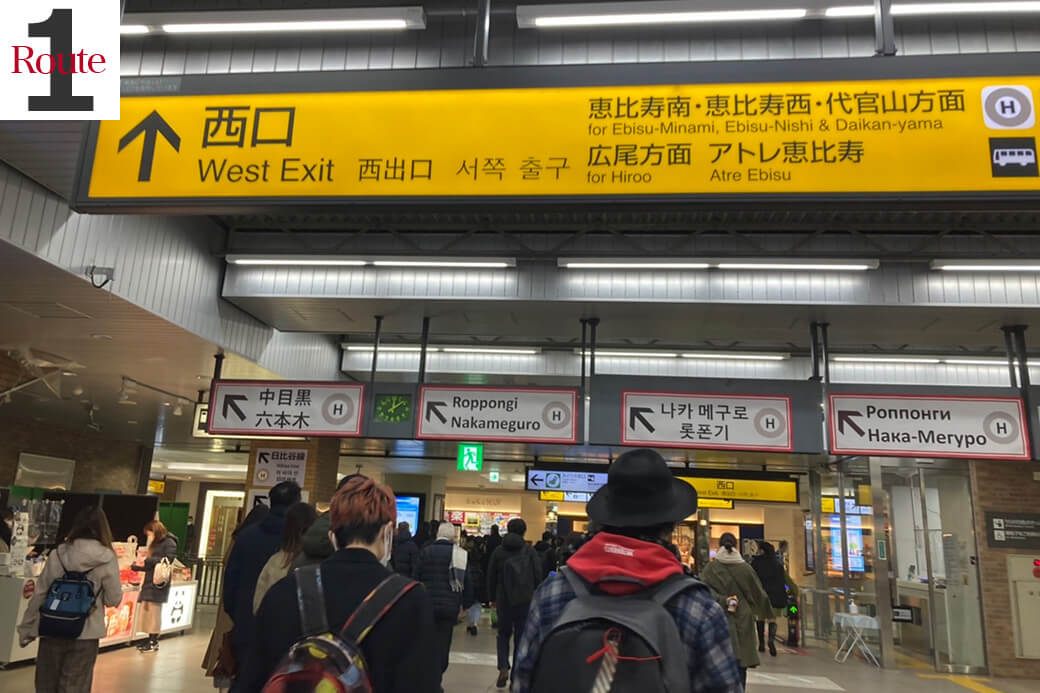 1
Route
西口
West Exit 西出口 서쪽 출구
恵比寿南・恵比寿西・代官山方面
for Ebisu-Minami, Ebisu-Nishi & Daikan-yama
広尾方面 アトレ恵比寿
for Hiroo Atre Ebisu
H
中目黒
六本木
H
Roppongi
Nakameguro
H
나카 메구로
롯폰기
H
Роппонги
Нака-Мегуро
H
日比谷線
西口